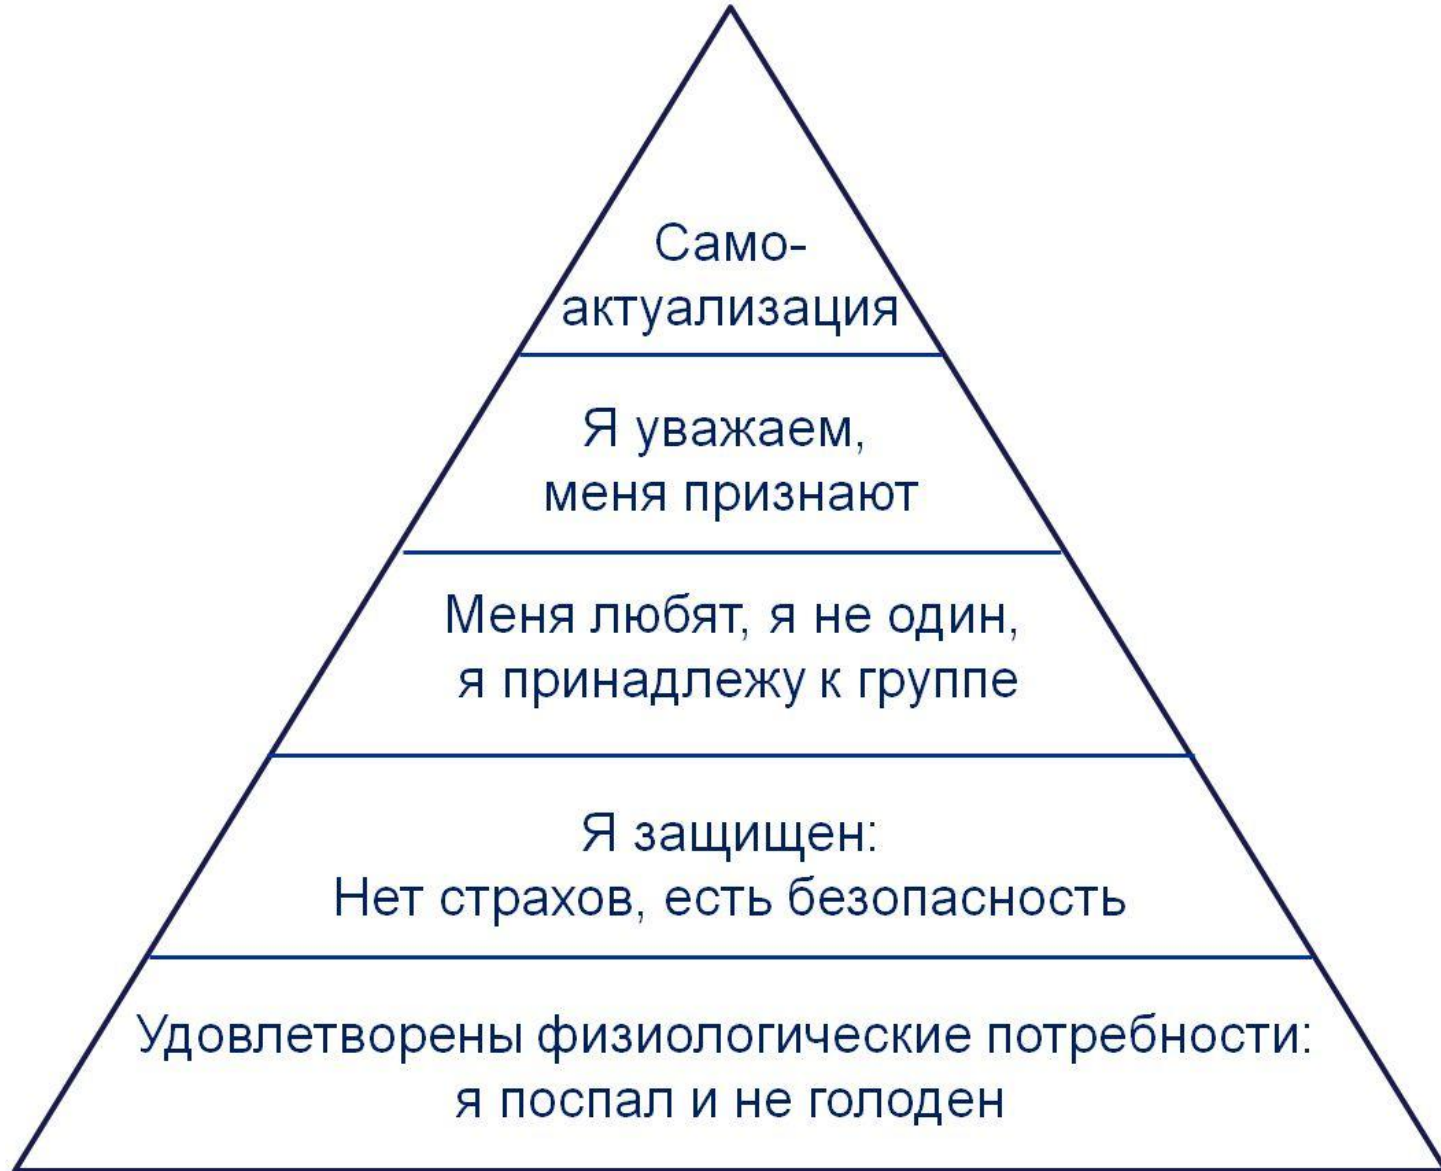 Само-
актуализация
Я уважаем,
меня признают
Меня любят, я не один,
я принадлежу к группе
Я защищен:
Нет страхов, есть безопасность
Удовлетворены физиологические потребности:
я поспал и не голоден